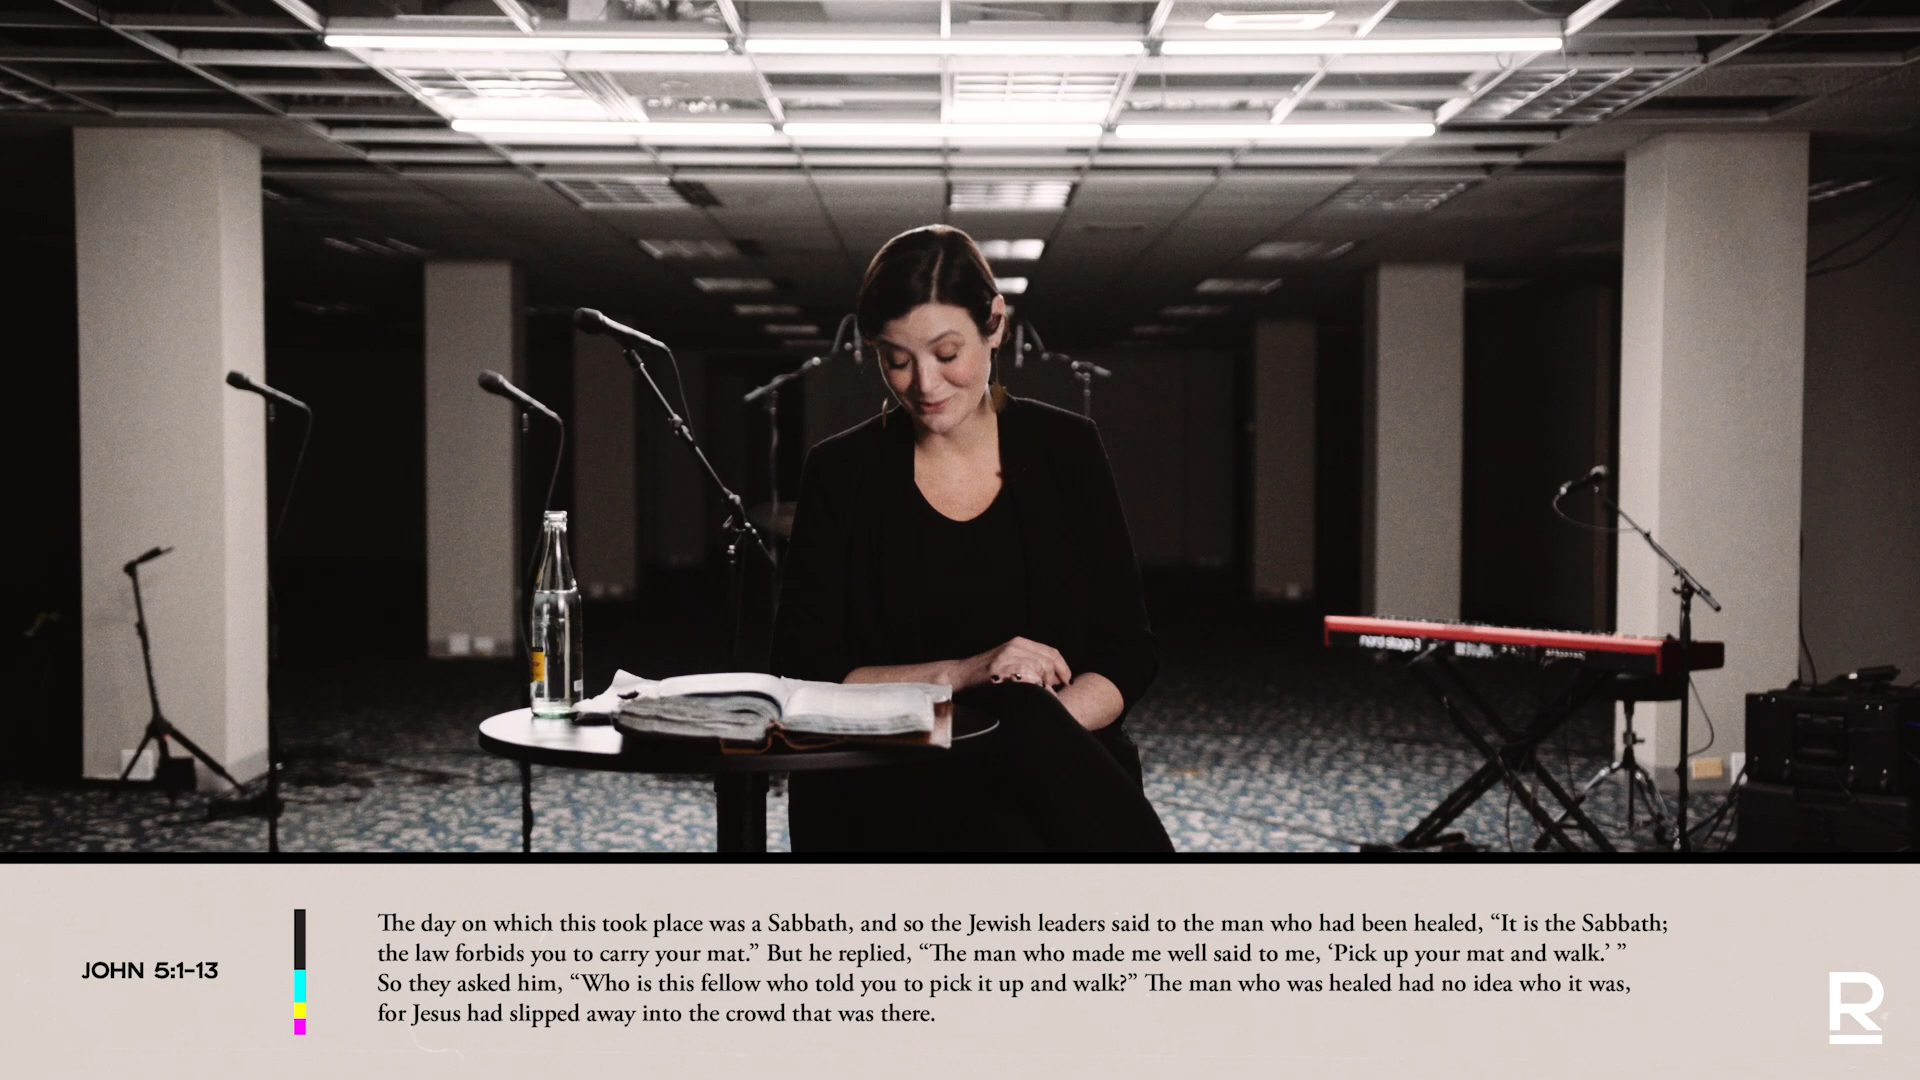 nord stage 3
JOHN 5:1-13
The day on which this took place was a Sabbath, and so the Jewish leaders said to the man who had been healed, “It is the Sabbath;
the law forbids you to carry your mat.” But he replied, “The man who made me well said to me, ‘Pick up your mat and walk.’ ”
So they asked him, “Who is this fellow who told you to pick it up and walk?” The man who was healed had no idea who it was,
for Jesus had slipped away into the crowd that was there.
R